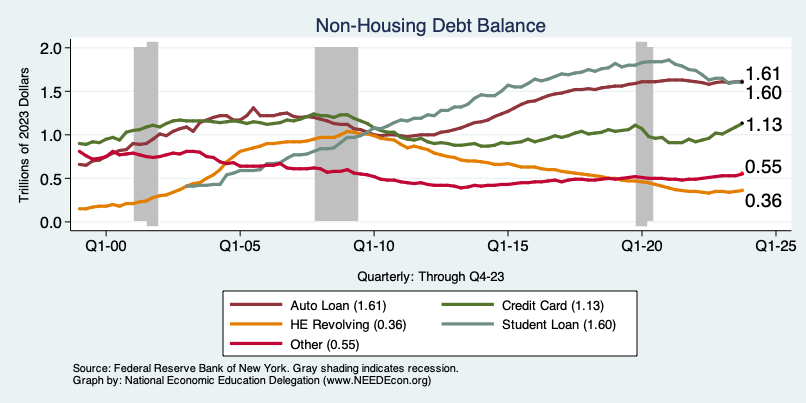 Non-Housing Debt Balance
Trillions of 2023 Dollars
2.0
1.5
1.0
0.5
0.0
1.61
1.60
1.13
0.55
0.36
Q1-00 Q1-05 Q1-10 Q1-15 Q1-20 Q1-25
Quarterly: Through Q4-23
Auto Loan (1.61) Credit Card (1.13)
HE Revolving (0.36) Student Loan (1.60)
Other (0.55)
Source: Federal Reserve Bank of New York. Gray shading indicates recession.
Graph by: National Economic Education Delegation (www.NEEDEcon.org)